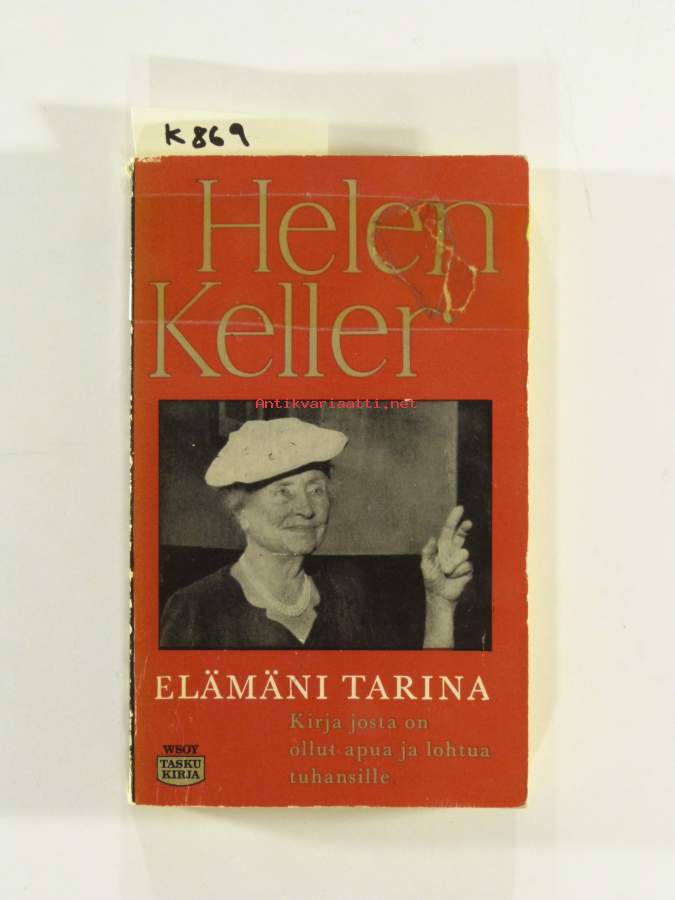 K869
Helen
Keller
Antikvariaatti.net
ELÄMÄNI TARINA
Kirja josta on
ollut apua ja lohtua
tuhansille.
WSOY
TASKU
KIRJA